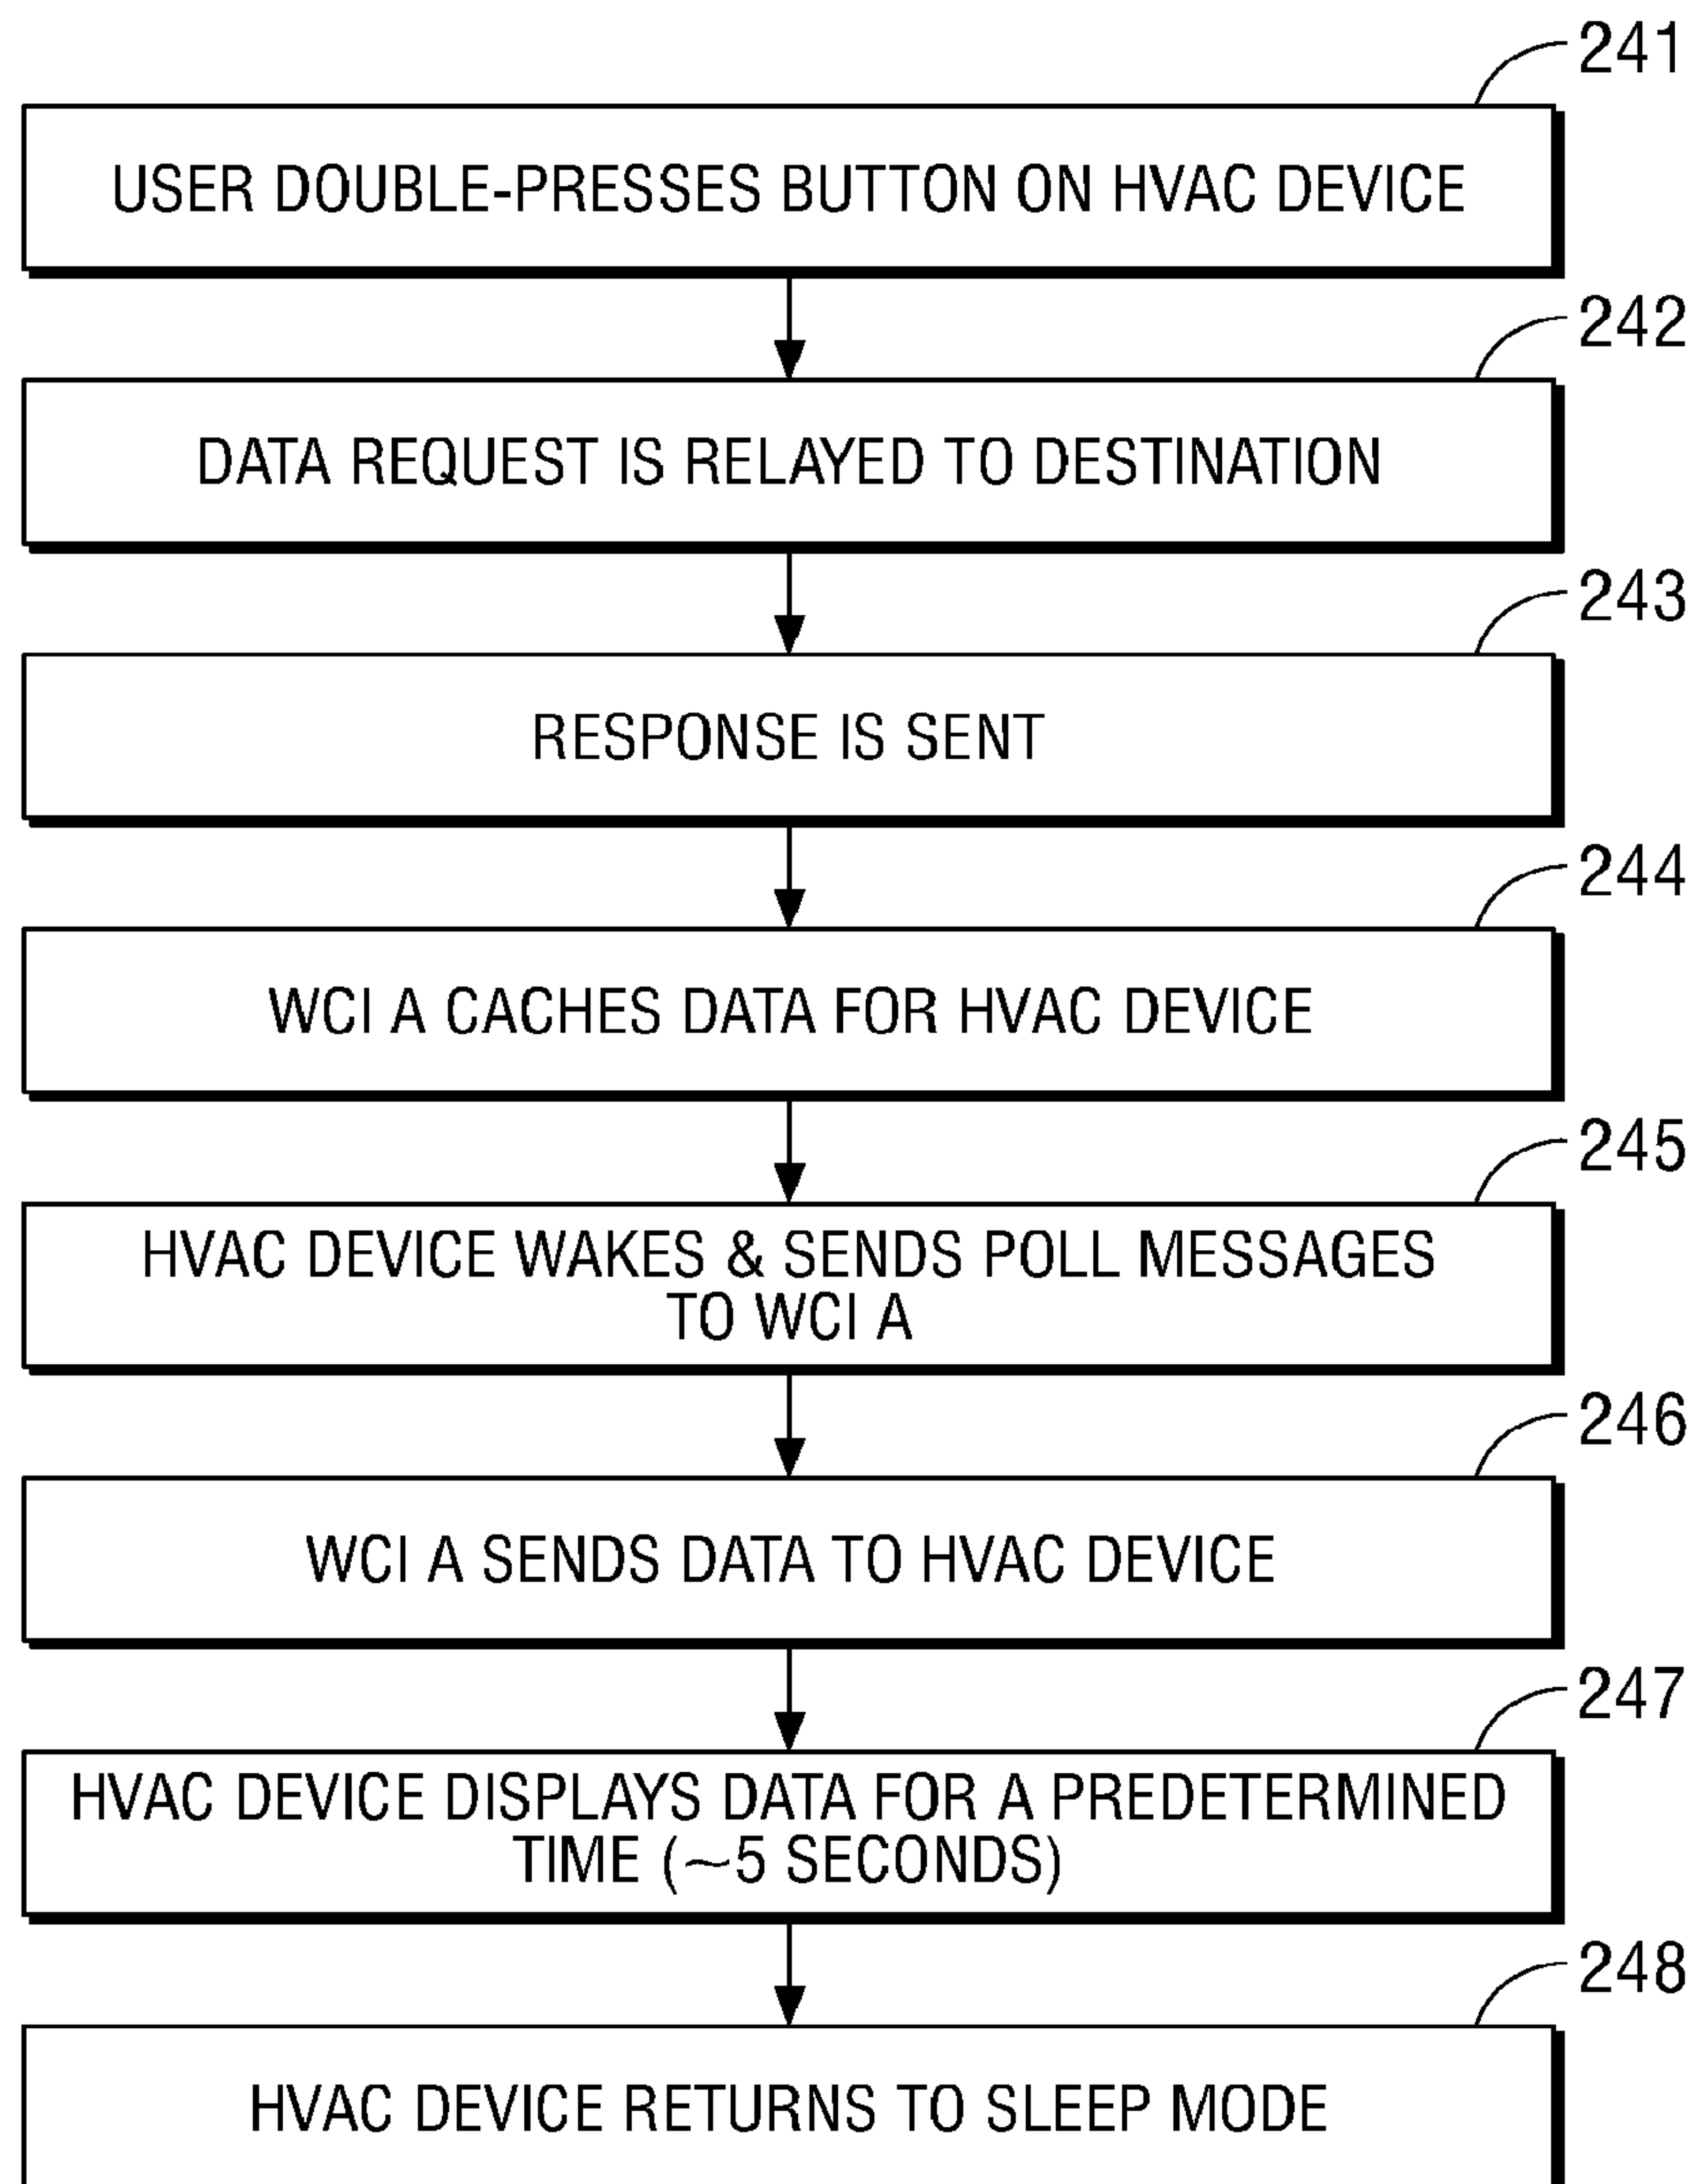 241
USER DOUBLE-PRESSES BUTTON ON HVAC DEVICE
242
DATA REQUEST IS RELAYED TO DESTINATION
243
RESPONSE IS SENT
244
WCI A CACHES DATA FOR HVAC DEVICE
245
HVAC DEVICE WAKES & SENDS POLL MESSAGES
TO WCI A
246
WCI A SENDS DATA TO HVAC DEVICE
247
HVAC DEVICE DISPLAYS DATA FOR A PREDETERMINED
TIME (~5 SECONDS)
248
HVAC DEVICE RETURNS TO SLEEP MODE